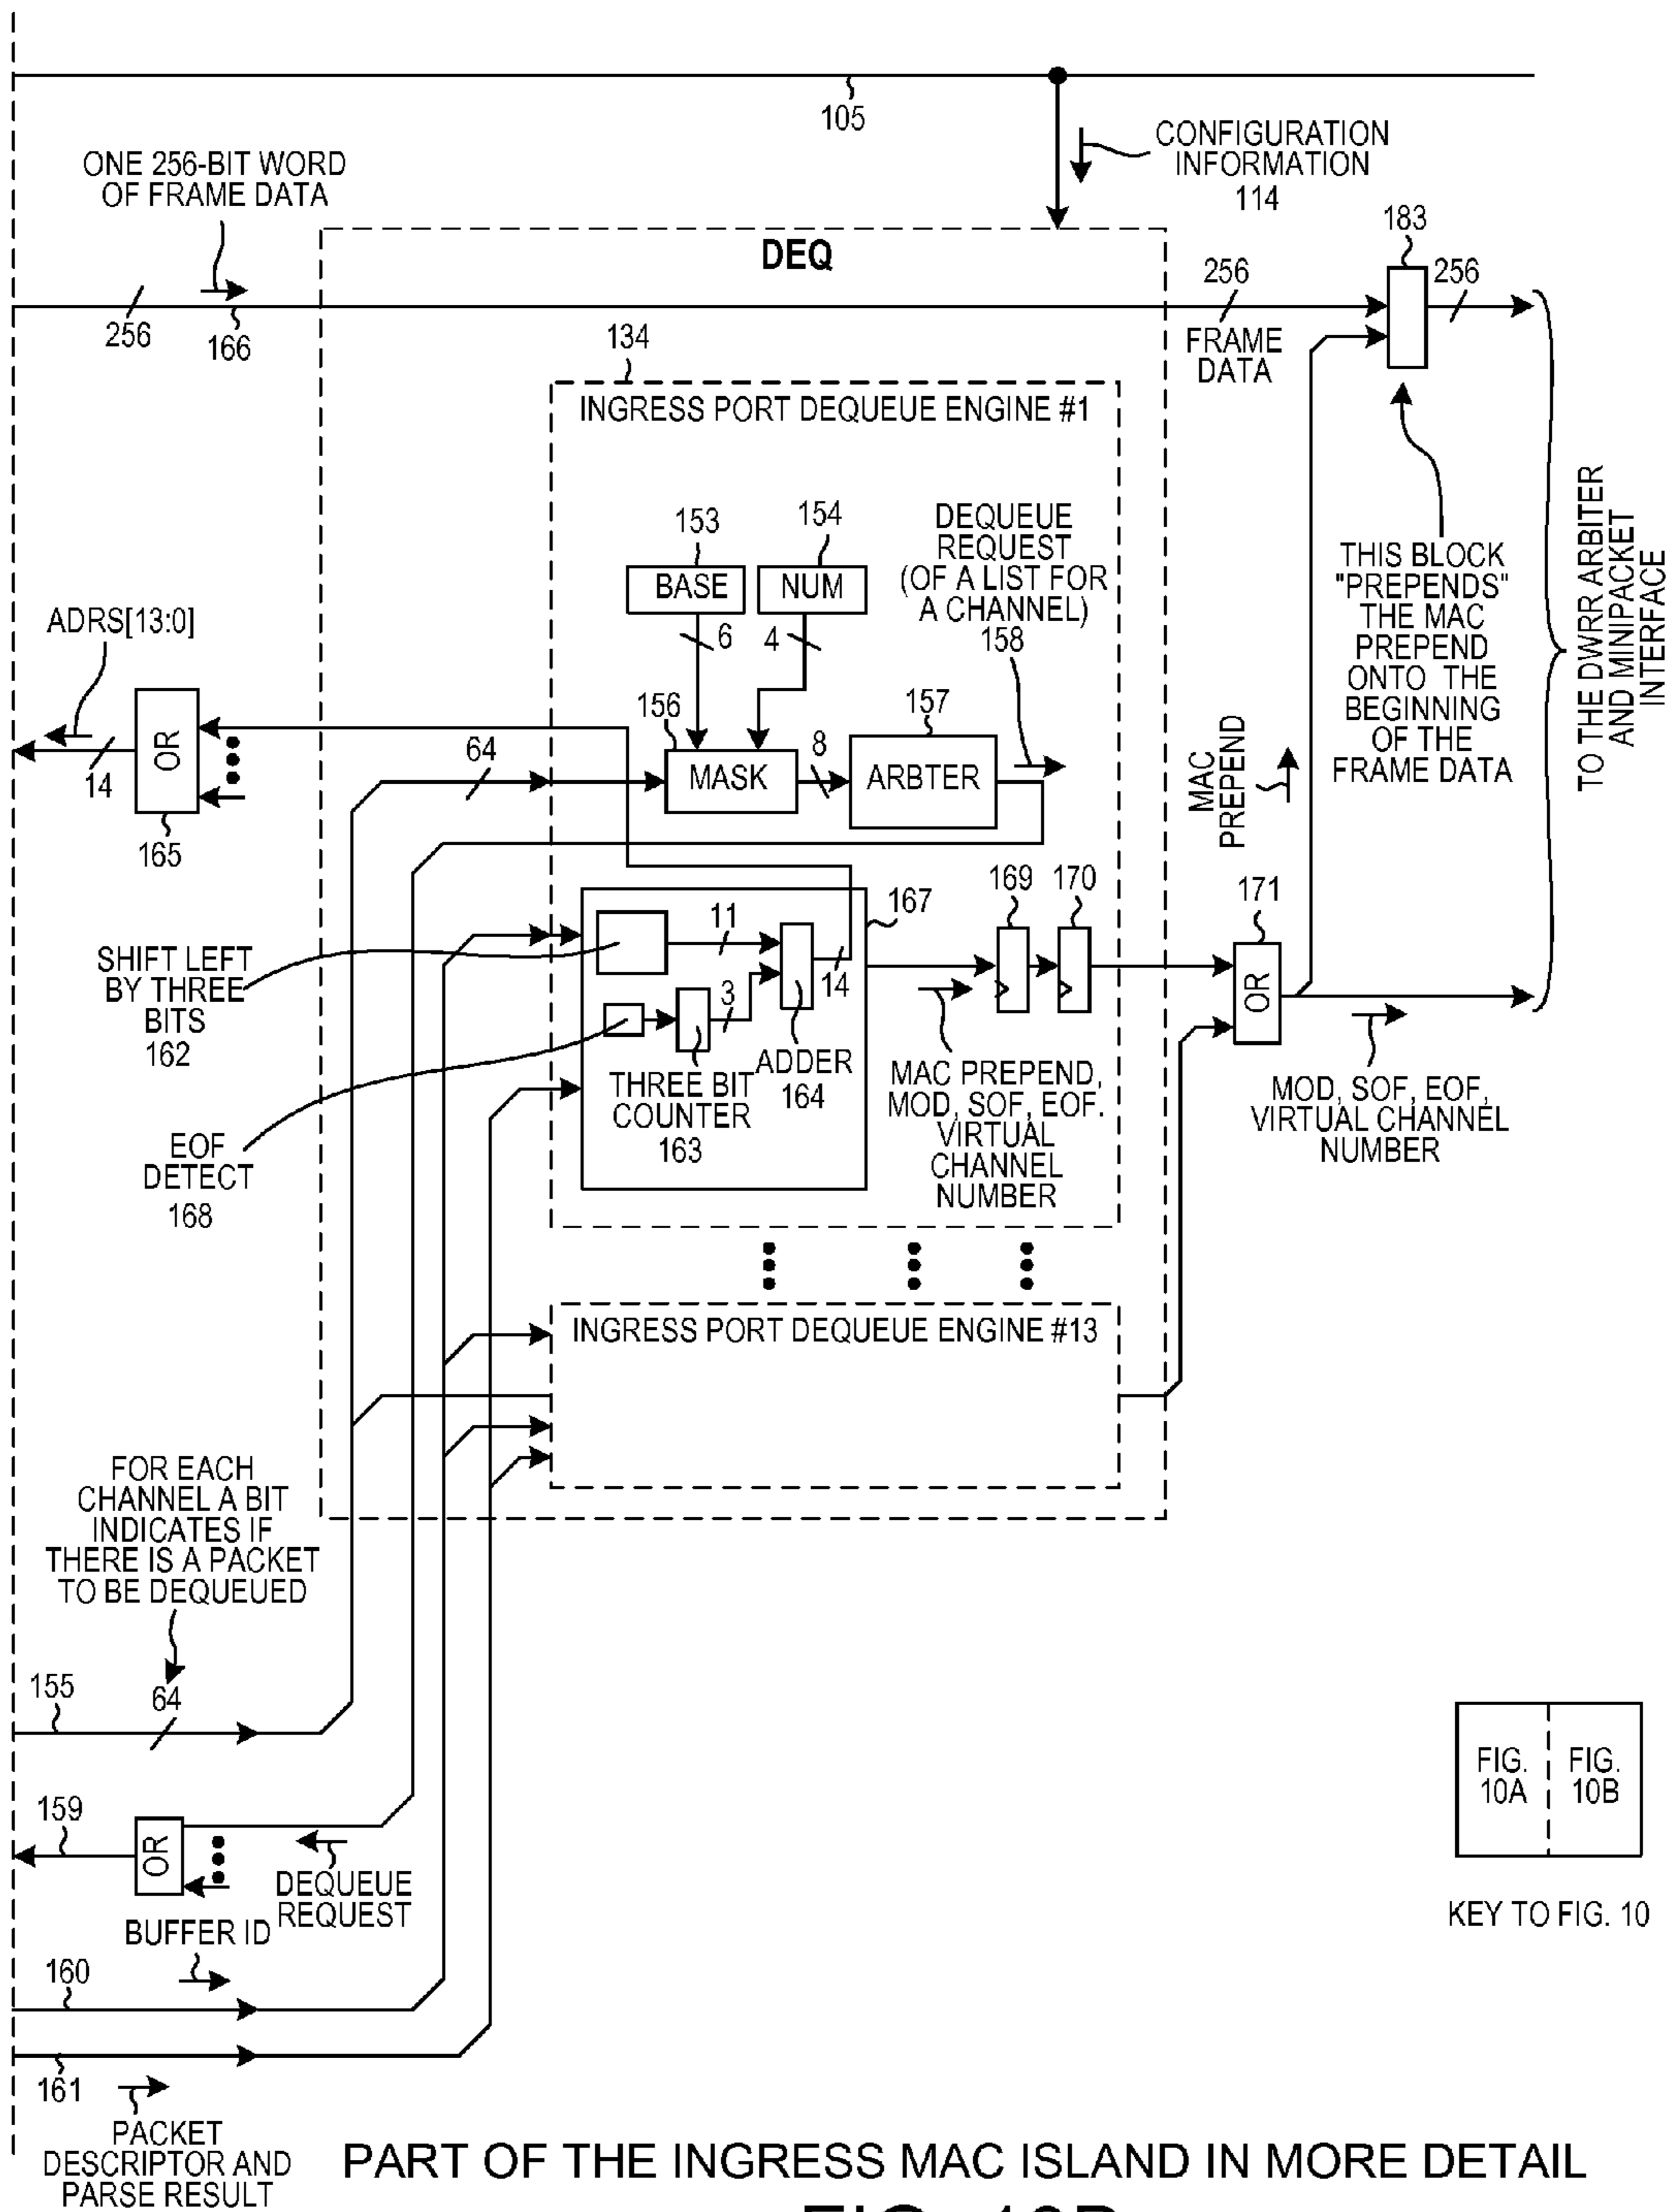 105
CONFIGURATION
INFORMATION
114
ONE 256-BIT WORD
OF FRAME DATA
183
DEQ
256
166
256
FRAME
DATA
256
134
INGRESS PORT DEQUEUE ENGINE #1
153
154
BASE
NUM
6
4
DEQUEUE
REQUEST
(OF A LIST FOR
A CHANNEL)
158
THIS BLOCK
"PREPENDS"
THE MAC
PREPEND
ONTO THE
BEGINNING
OF THE
FRAME DATA
TO THE DWRR ARBITER
AND MINIPACKET
INTERFACE
ADRS[13:0]
14
OR
165
64
156
MASK
8
157
ARBTER
MAC
PREPEND
167
169
170
171
OR
SHIFT LEFT
BY THREE
BITS
162
11
3
14
ADDER
164
THREE BIT
COUNTER
163
EOF
DETECT
168
MAC PREPEND,
MOD, SOF, EOF.
VIRTUAL
CHANNEL
NUMBER
MOD, SOF, EOF,
VIRTUAL CHANNEL
NUMBER
INGRESS PORT DEQUEUE ENGINE #13
FOR EACH
CHANNEL A BIT
INDICATES IF
THERE IS A PACKET
TO BE DEQUEUED
155
64
159
OR
DEQUEUE
REQUEST
BUFFER ID
160
161
PACKET
DESCRIPTOR AND
PARSE RESULT
FIG.
10A
FIG.
10B
KEY TO FIG. 10
PART OF THE INGRESS MAC ISLAND IN MORE DETAIL